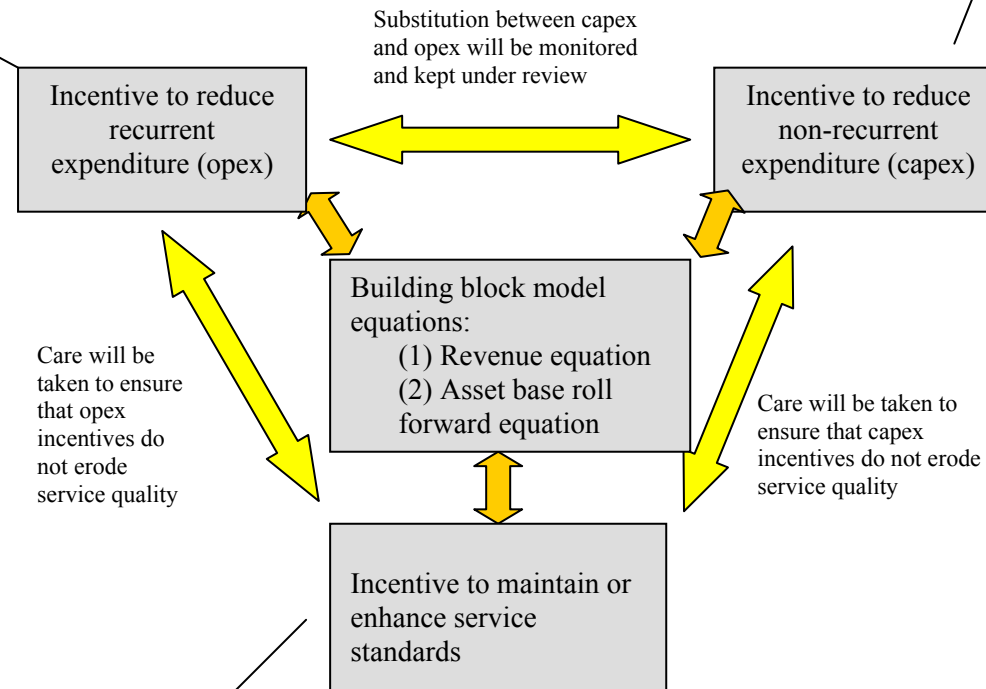 Substitution between capex
and opex will be monitored
and kept under review
Incentive to reduce
recurrent
expenditure (opex)
Incentive to reduce
non-recurrent
expenditure (capex)
Building block model
equations:
(1) Revenue equation
(2) Asset base roll
forward equation
Care will be
taken to ensure
that opex
incentives do
not erode
service quality
Care will be taken to
ensure that capex
incentives do not erode
service quality
Incentive to maintain or
enhance service
standards